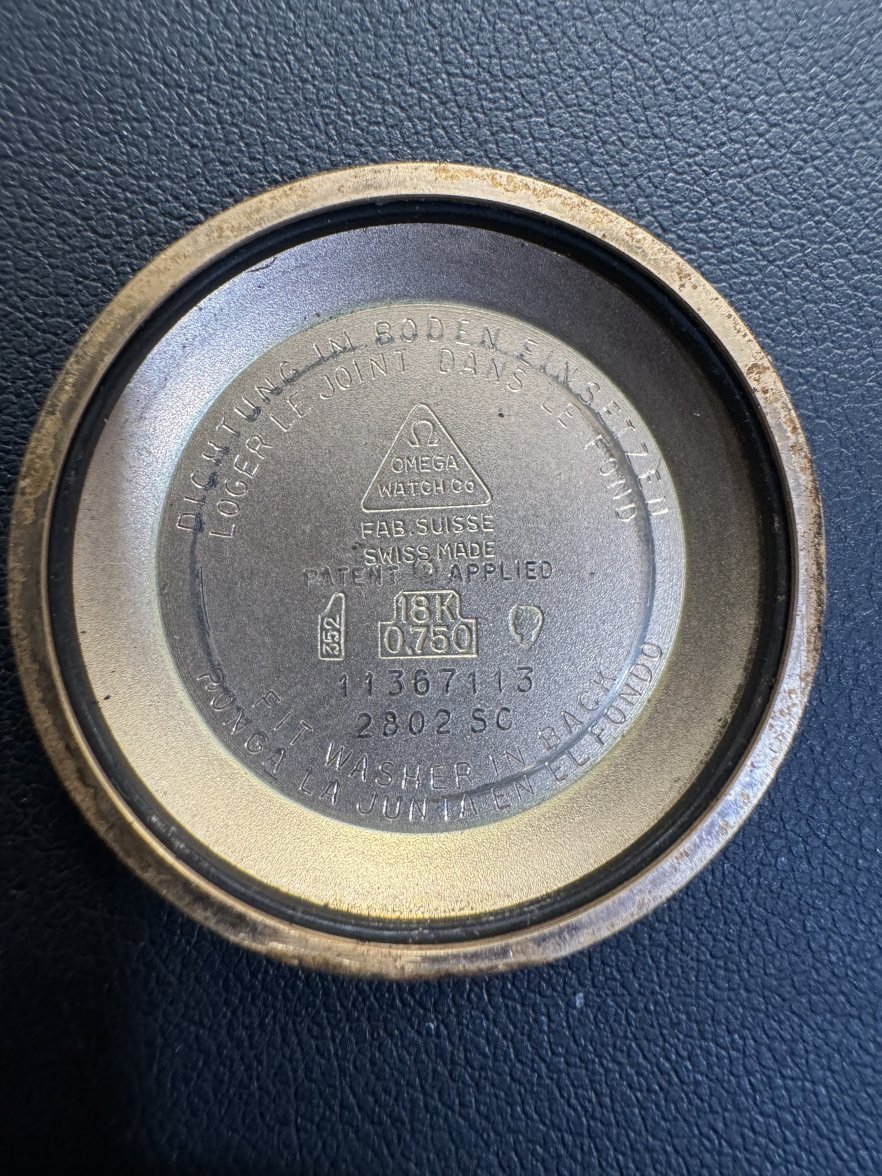 DICHTUNG IM BODEN EINSETZEN
LOGER LE JOINT DANS LE FOND
Ω
OMEGA
WATCH Co
FAB. SUISSE
SWISS MADE
PATENT APPLIED
352
18K
0,750
11367113
2802 SC
FIT WASHER IN BACK
PONGA LA JUNTA EN EL FONDO